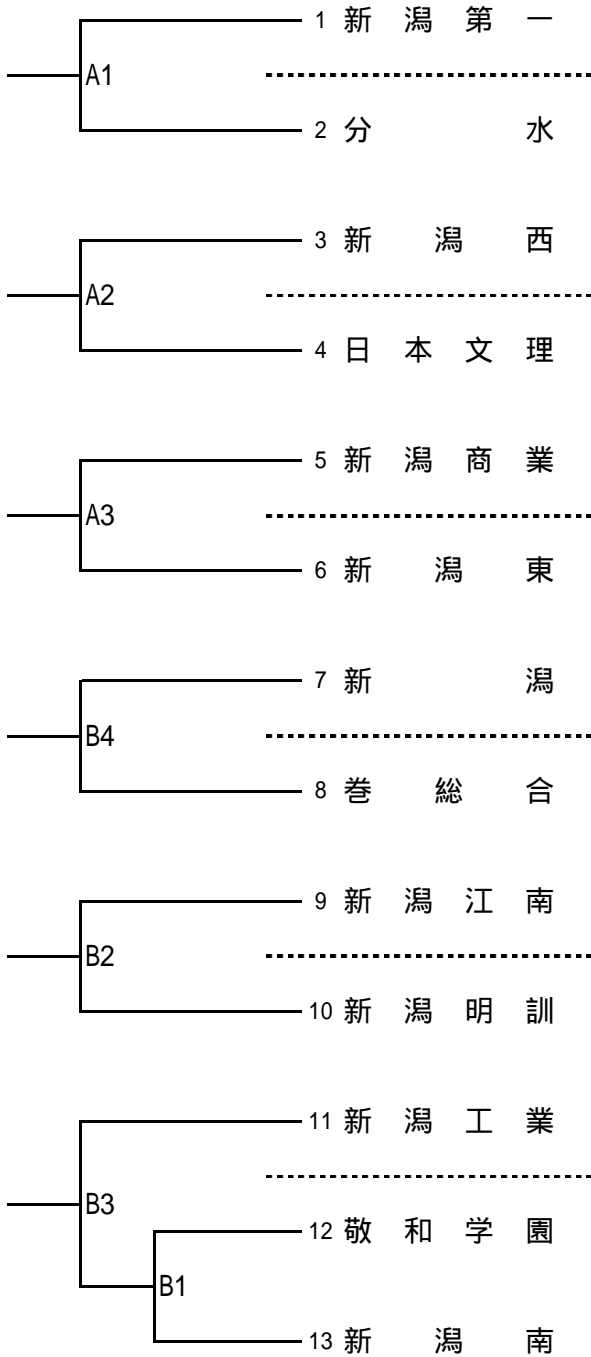 1 新潟第一
A1
2 分水
3 新潟西
A2
4 日本文理
5 新潟商業
A3
6 新潟東
7 新潟
B4
8 巻総合
9 新潟江南
B2
10 新潟明訓
11 新潟工業
B3
12 敬和学園
B1
13 新潟南